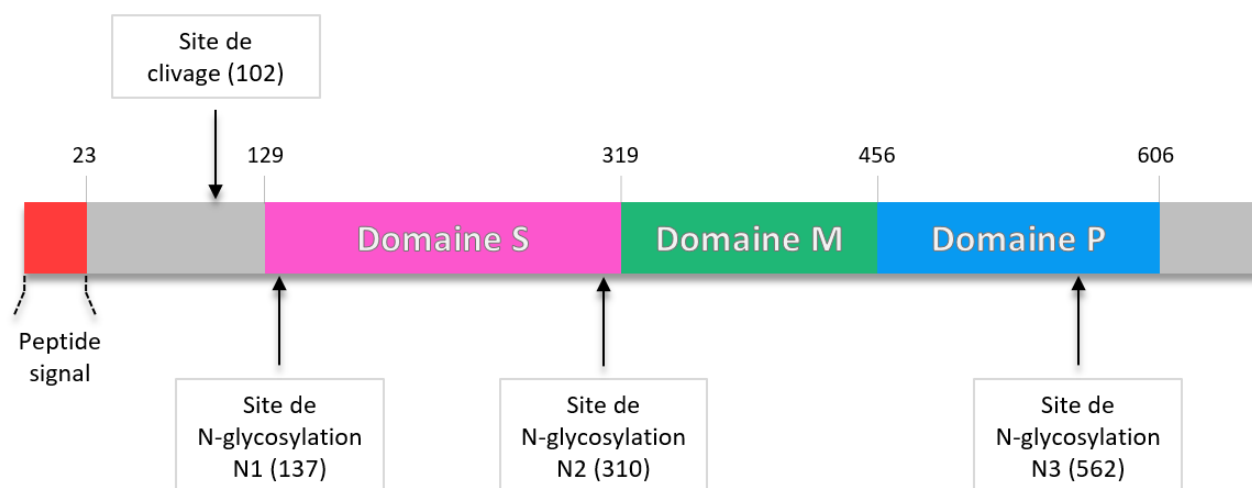 Site de
clivage (102)
23
129
319
456
606
Domaine S
Domaine M
Domaine P
Peptide
signal
Site de
N-glycosylation
N1 (137)
Site de
N-glycosylation
N2 (310)
Site de
N-glycosylation
N3 (562)